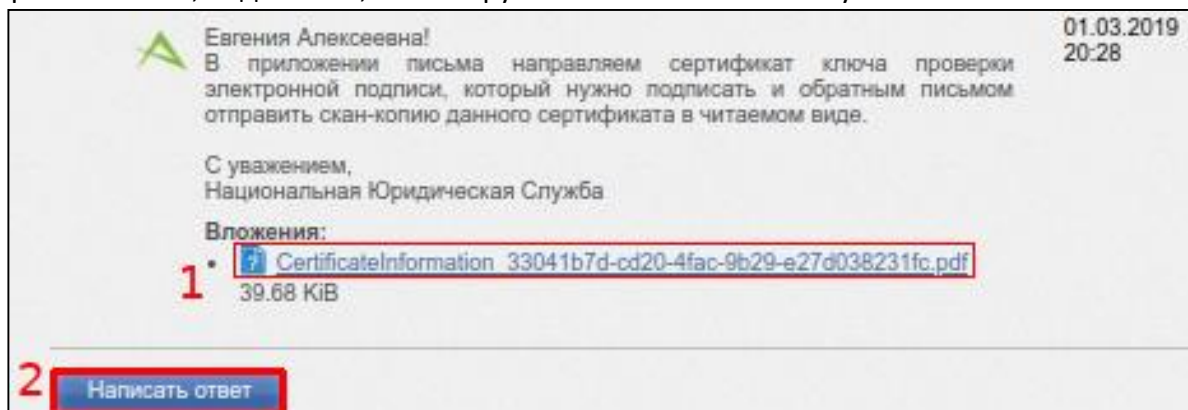 01.03.2019
20:28
Евгения Алексеевна!
В приложении письма направляем сертификат ключа проверки
электронной подписи, который нужно подписать и обратным письмом
отправить скан-копию данного сертификата в читаемом виде.
С уважением,
Национальная Юридическая Служба
Вложения:
1 • CertificateInformation_33041b7d-cd20-4fac-9b29-e27d038231fc.pdf
39.68 KiB
2 Написать ответ